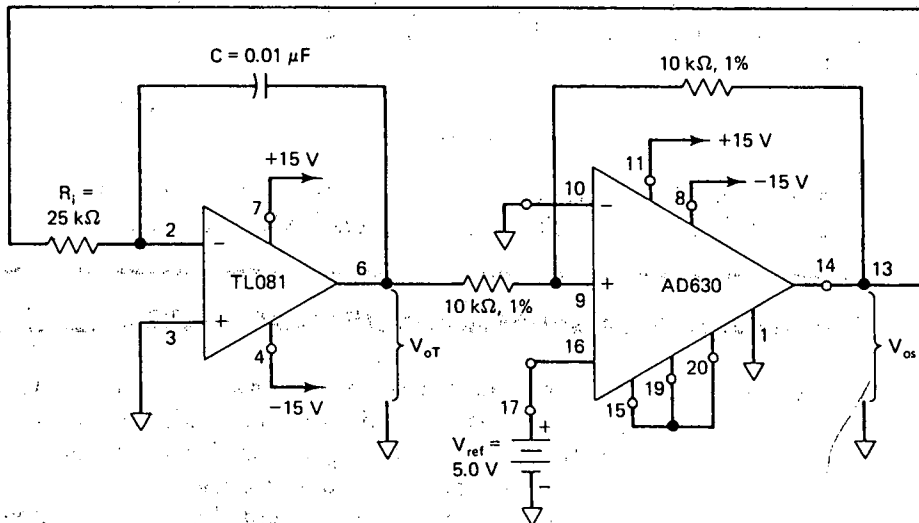 C = 0.01 μF
10 kΩ, 1%
+15 V
11
+15 V
10
8
-15 V
R_i =
25 kΩ
7
2
−
TL081
6
−
AD630
14
13
+
3
4
-15 V
V_oT
10 kΩ, 1%
9
+
16
1
V_os
20
19
15
17
+
V_ref =
5.0 V
−